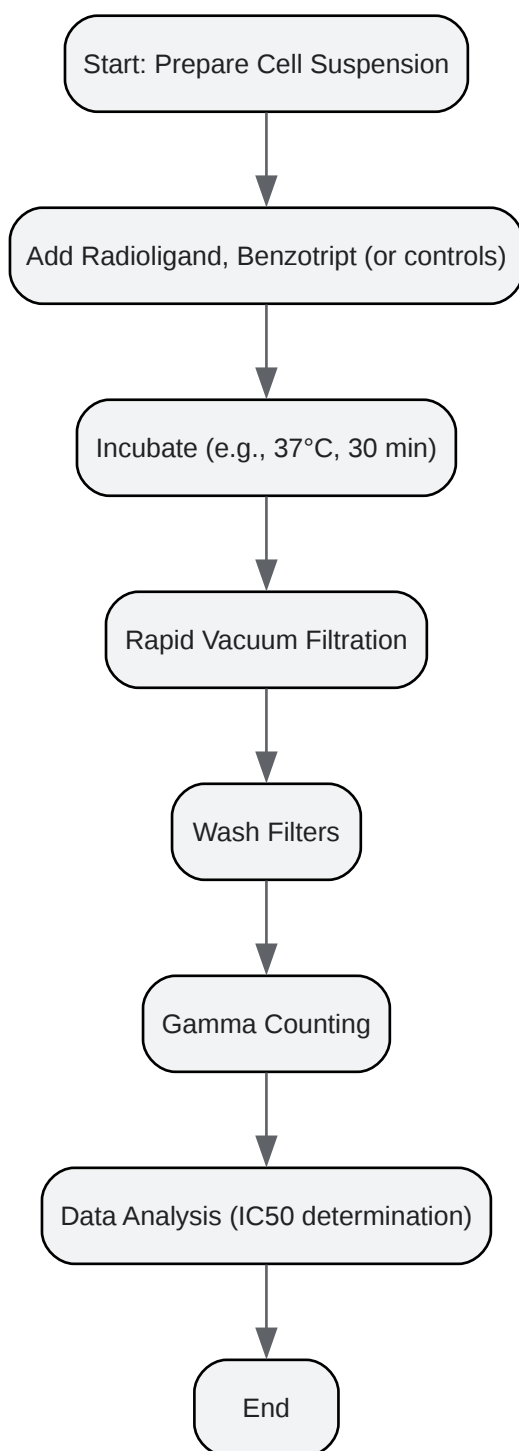 Start: Prepare Cell Suspension
Add Radioligand, Benzotript (or controls)
Incubate (e.g., 37°C, 30 min)
Rapid Vacuum Filtration
Wash Filters
Gamma Counting
Data Analysis (IC50 determination)
End